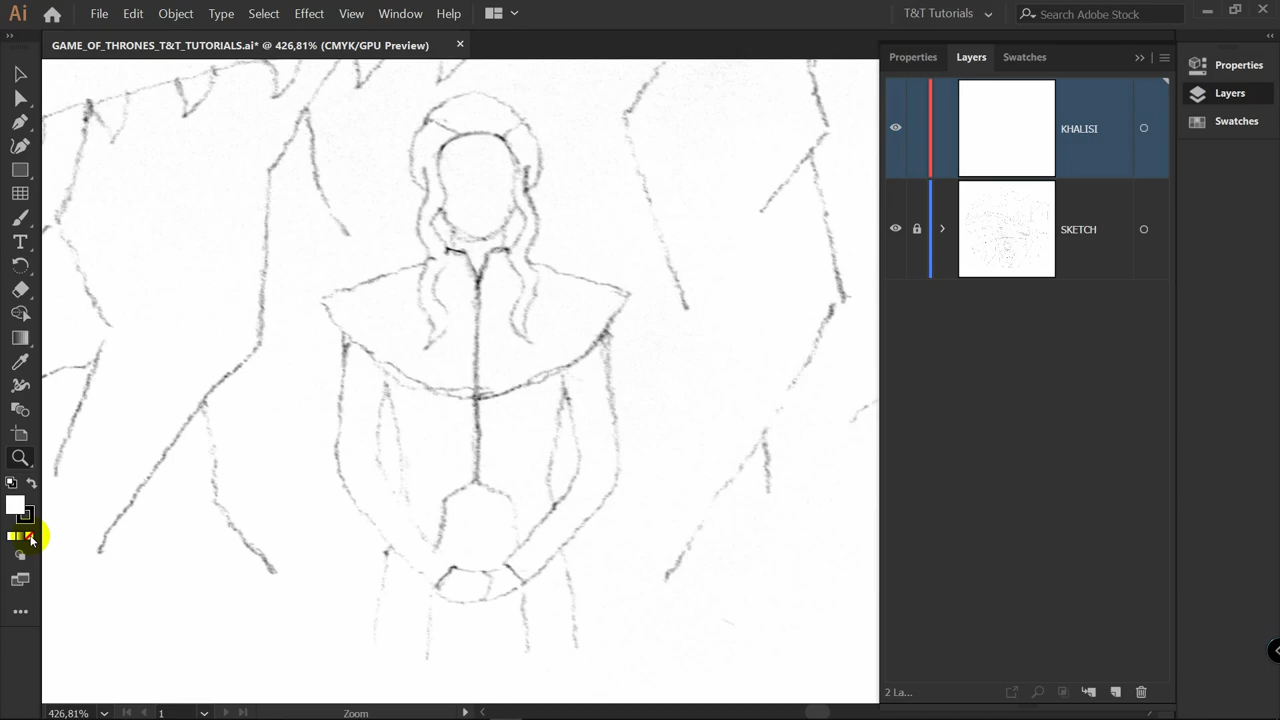 Ai File Edit Object Type Select Effect View Window Help T&T Tutorials Search Adobe Stock
GAME_OF_THRONES_T&T_TUTORIALS.ai* @ 426,81% (CMYK/GPU Preview)
Properties Layers Swatches
Properties
Layers
Swatches
KHALISI
SKETCH
2 La...
426,81% 1 Zoom